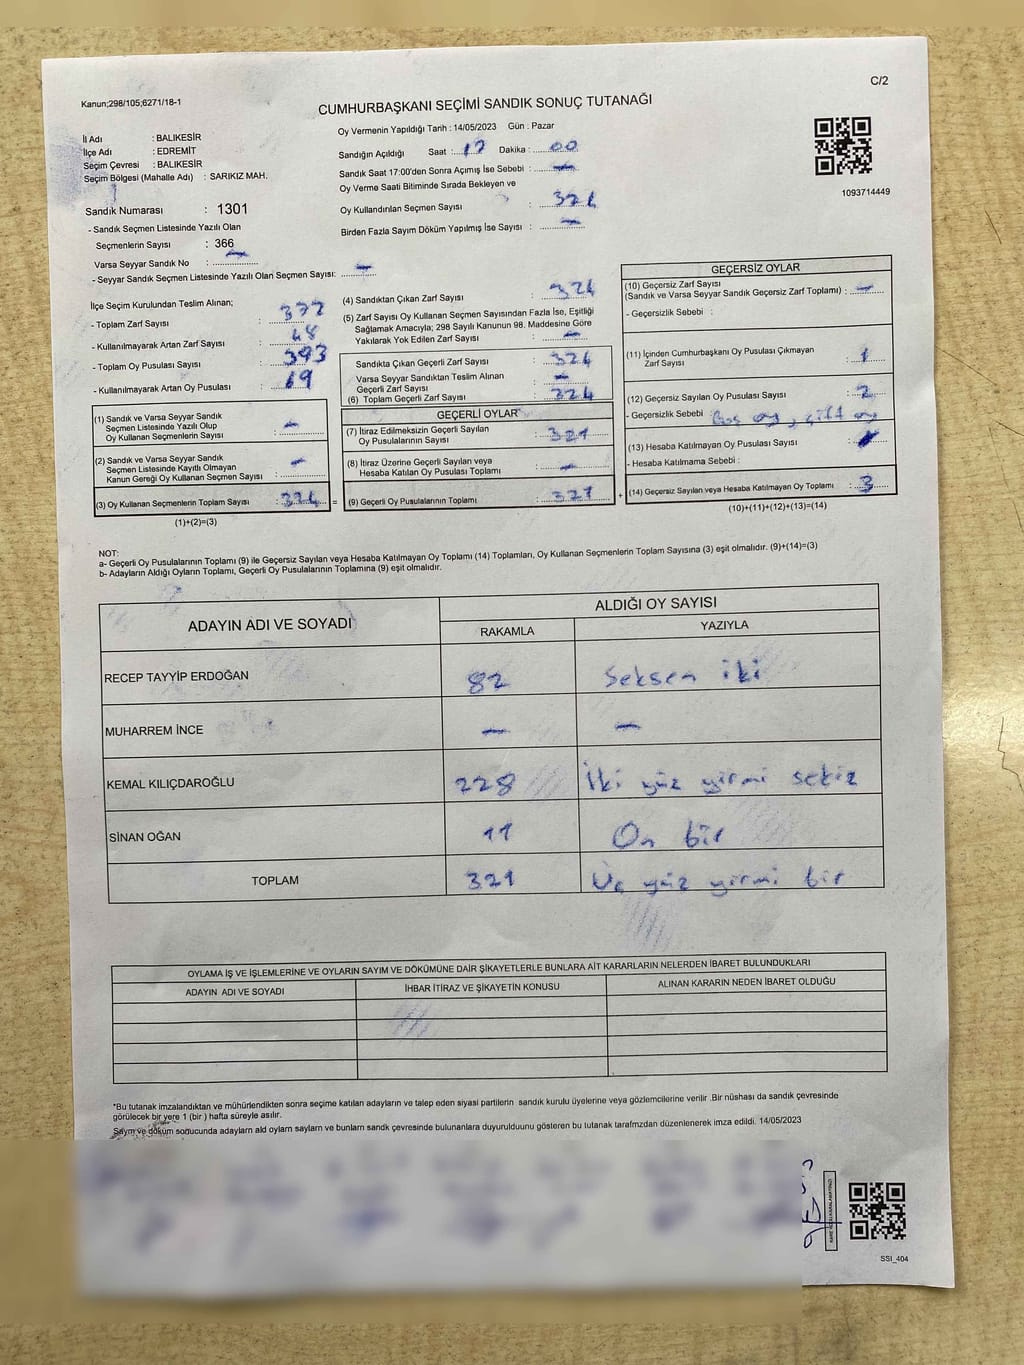 C/2
Kanun;298/105;6271/18-1
CUMHURBAŞKANI SEÇİMİ SANDIK SONUÇ TUTANAĞI
İl Adı : BALIKESİR
İlçe Adı : EDREMİT
Seçim Çevresi : BALIKESİR
Seçim Bölgesi (Mahalle Adı) : SARIKIZ MAH.
Sandık Numarası : 1301
- Sandık Seçmen Listesinde Yazılı Olan
Seçmenlerin Sayısı : 366
Varsa Seyyar Sandık No : —
- Seyyar Sandık Seçmen Listesinde Yazılı Olan Seçmen Sayısı: —
Oy Vermenin Yapıldığı Tarih : 14/05/2023 Gün : Pazar
Sandığın Açıldığı Saat : 17 Dakika : 00
Sandık Saat 17:00'den Sonra Açımış İse Sebebi : —
Oy Verme Saati Bitiminde Sırada Bekleyen ve
Oy Kullandırılan Seçmen Sayısı : 324
Birden Fazla Sayım Döküm Yapılmış İse Sayısı : —
1093714449
İlçe Seçim Kurulundan Teslim Alınan;
- Toplam Zarf Sayısı : 372
- Kullanılmayarak Artan Zarf Sayısı : 48
- Toplam Oy Pusulası Sayısı : 393
- Kullanılmayarak Artan Oy Pusulası : 69
(1) Sandık ve Varsa Seyyar Sandık
Seçmen Listesinde Yazılı Olup
Oy Kullanan Seçmenlerin Sayısı : —
(2) Sandık ve Varsa Seyyar Sandık
Seçmen Listesinde Kayıtlı Olmayan
Kanun Gereği Oy Kullanan Seçmen Sayısı : —
(3) Oy Kullanan Seçmenlerin Toplam Sayısı : 324 =
(1)+(2)=(3)
(4) Sandıktan Çıkan Zarf Sayısı : 324
(5) Zarf Sayısı Oy Kullanan Seçmen Sayısından Fazla İse, Eşitliği
Sağlamak Amacıyla; 298 Sayılı Kanunun 98. Maddesine Göre
Yakılarak Yok Edilen Zarf Sayısı : —
Sandıkta Çıkan Geçerli Zarf Sayısı : 324
Varsa Seyyar Sandıktan Teslim Alınan
Geçerli Zarf Sayısı : —
(6) Toplam Geçerli Zarf Sayısı : 324
GEÇERLİ OYLAR
(7) İtiraz Edilmeksizin Geçerli Sayılan
Oy Pusulalarının Sayısı : 321
(8) İtiraz Üzerine Geçerli Sayılan veya
Hesaba Katılan Oy Pusulası Toplamı : —
(9) Geçerli Oy Pusulalarının Toplamı : 321 +
GEÇERSİZ OYLAR
(10) Geçersiz Zarf Sayısı
(Sandık ve Varsa Seyyar Sandık Geçersiz Zarf Toplamı) : —
- Geçersizlik Sebebi :
(11) İçinden Cumhurbaşkanı Oy Pusulası Çıkmayan
Zarf Sayısı : 1
(12) Geçersiz Sayılan Oy Pusulası Sayısı : 2
- Geçersizlik Sebebi : Boş oy, çift oy
(13) Hesaba Katılmayan Oy Pusulası Sayısı :
- Hesaba Katılmama Sebebi :
(14) Geçersiz Sayılan veya Hesaba Katılmayan Oy Toplamı : 3
(10)+(11)+(12)+(13)=(14)
NOT:
a- Geçerli Oy Pusulalarının Toplamı (9) ile Geçersiz Sayılan veya Hesaba Katılmayan Oy Toplamı (14) Toplamları, Oy Kullanan Seçmenlerin Toplam Sayısına (3) eşit olmalıdır. (9)+(14)=(3)
b- Adayların Aldığı Oyların Toplamı, Geçerli Oy Pusulalarının Toplamına (9) eşit olmalıdır.
ADAYIN ADI VE SOYADI
ALDIĞI OY SAYISI
RAKAMLA YAZIYLA
RECEP TAYYİP ERDOĞAN 82 Seksen iki
MUHARREM İNCE — —
KEMAL KILIÇDAROĞLU 228 İki yüz yirmi sekiz
SİNAN OĞAN 11 On bir
TOPLAM 321 Üç yüz yirmi bir
OYLAMA İŞ VE İŞLEMLERİNE VE OYLARIN SAYIM VE DÖKÜMÜNE DAİR ŞİKAYETLERLE BUNLARA AİT KARARLARIN NELERDEN İBARET BULUNDUKLARI
ADAYIN ADI VE SOYADI İHBAR İTİRAZ VE ŞİKAYETİN KONUSU ALINAN KARARIN NEDEN İBARET OLDUĞU
*Bu tutanak imzalandıktan ve mühürlendikten sonra seçime katılan adayların ve talep eden siyasi partilerin sandık kurulu üyelerine veya gözlemcilerine verilir .Bir nüshası da sandık çevresinde
görülecek bir yere 1 (bir ) hafta süreyle asılır.
Sayım ve döküm sonucunda adayların ald oyların sayların ve bunların sandk çevresinde bulunanlara duyurulduunu gösteren bu tutanak tarafmzdan düzenlenerek imza edildi. 14/05/2023
SSI_404